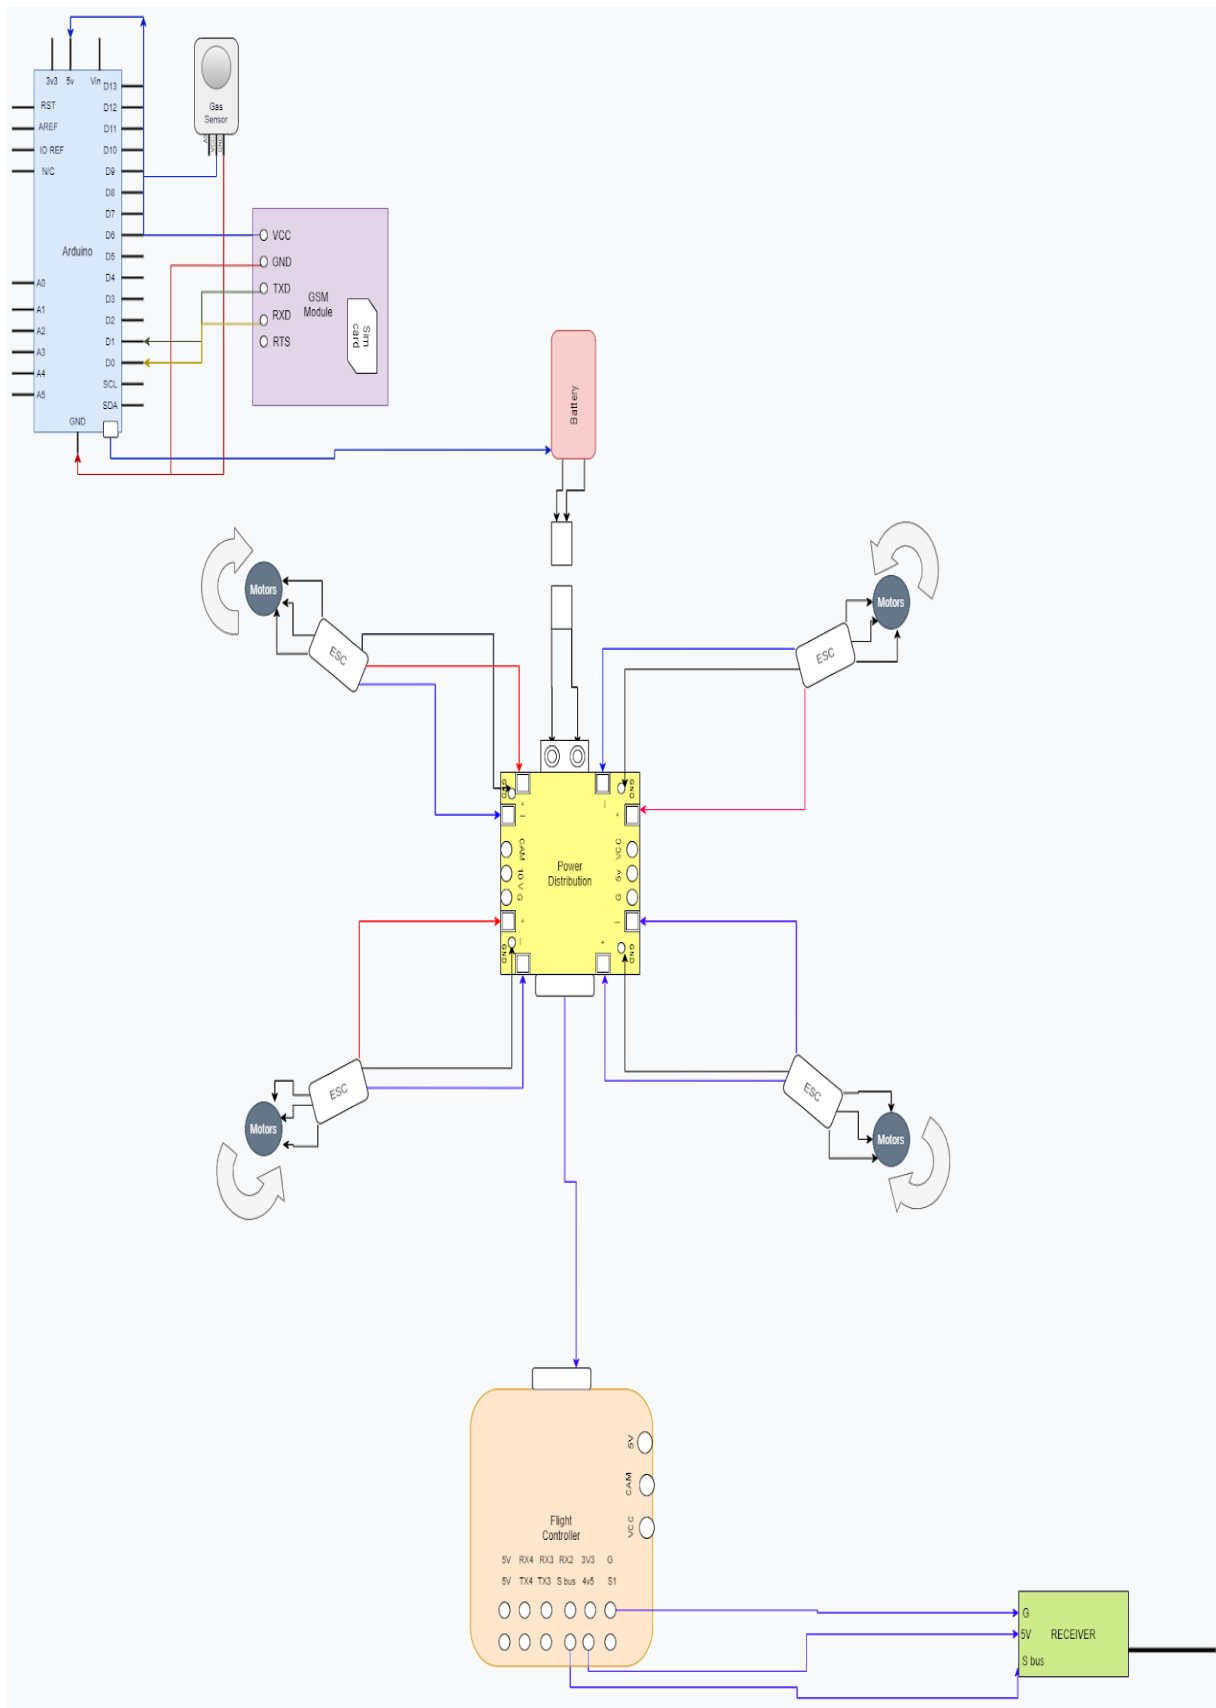 3v3 5v Vin
D13
RST D12
AREF D11
IO REF D10
N/C D9
D8
D7
D6
Arduino
D5
A0 D4
D3
A1 D2
A2 D1
A3 D0
A4 SCL
A5 SDA
GND
Gas
Sensor
VCC
GND
TXD
RXD
RTS
GSM
Module
Sim
card
Battery
Motors
ESC
Motors
ESC
GND
+
GND
+
CAM
10 V G
VCC
5v
G
Power
Distribution
+
GND
+
GND
ESC
Motors
ESC
Motors
5V
CAM
VCC
Flight
Controller
5V RX4 RX3 RX2 3V3 G
5V TX4 TX3 S bus 4v5 S1
G
5V RECEIVER
S bus